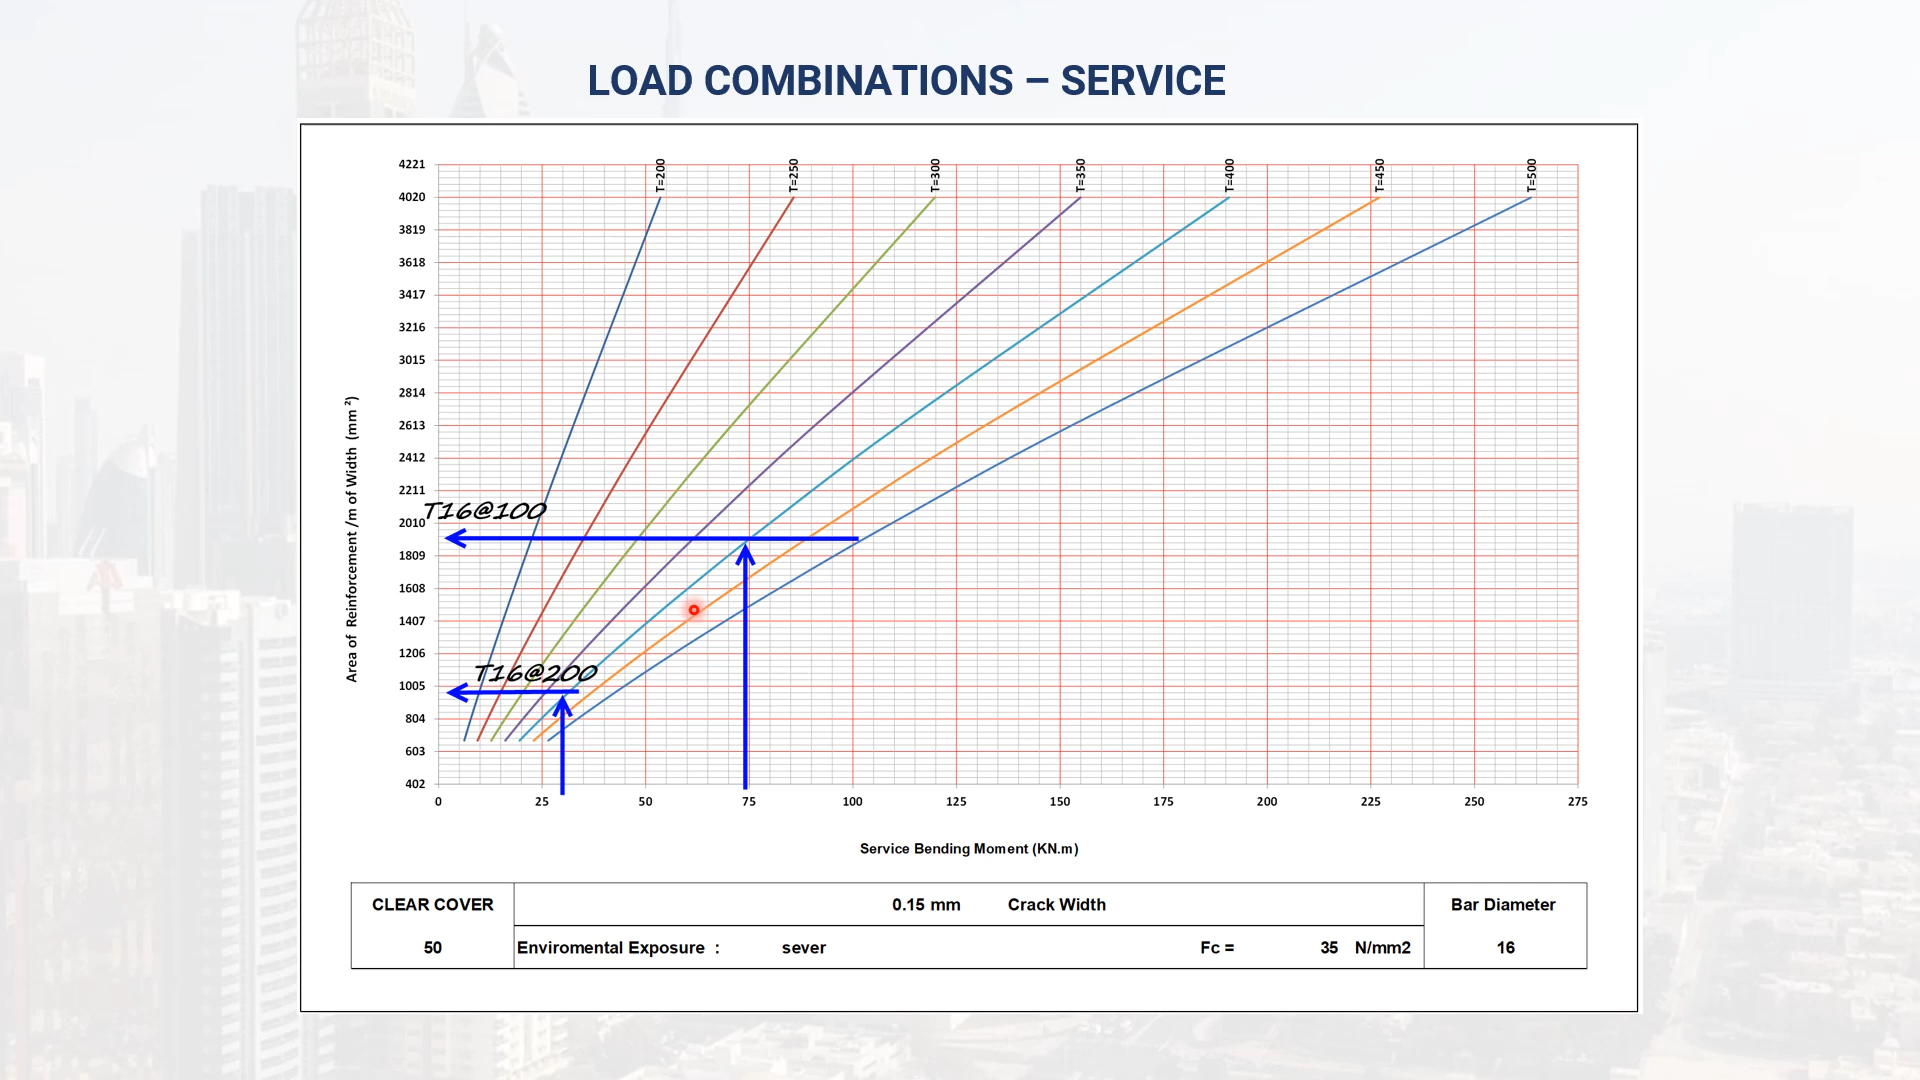 LOAD COMBINATIONS – SERVICE
T=200
T=250
T=300
T=350
T=400
T=450
T=500
4221
4020
3819
3618
3417
3216
3015
2814
2613
2412
2211
2010
1809
1608
1407
1206
1005
804
603
402
T16@100
T16@200
Area of Reinforcement /m of Width (mm ²)
0 25 50 75 100 125 150 175 200 225 250 275
Service Bending Moment (KN.m)
CLEAR COVER
50
0.15 mm Crack Width
Enviromental Exposure : sever Fc = 35 N/mm2
Bar Diameter
16